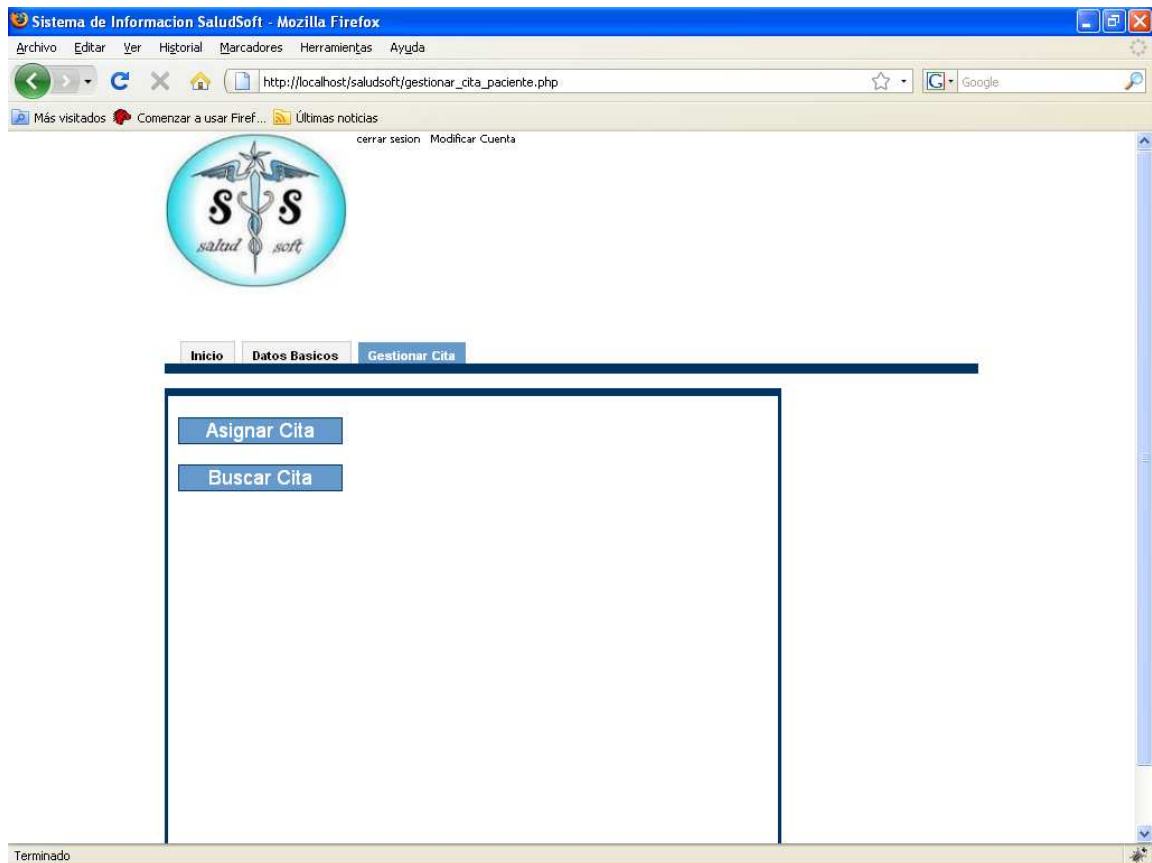 Sistema de Informacion SaludSoft - Mozilla Firefox
Archivo Editar Ver Historial Marcadores Herramientas Ayuda
http://localhost/saludsoft/gestionar_cita_paciente.php
G Google
Más visitados Comenzar a usar Firef... Últimas noticias
cerrar sesion Modificar Cuenta
S S
salud soft
Inicio Datos Basicos Gestionar Cita
Asignar Cita
Buscar Cita
Terminado